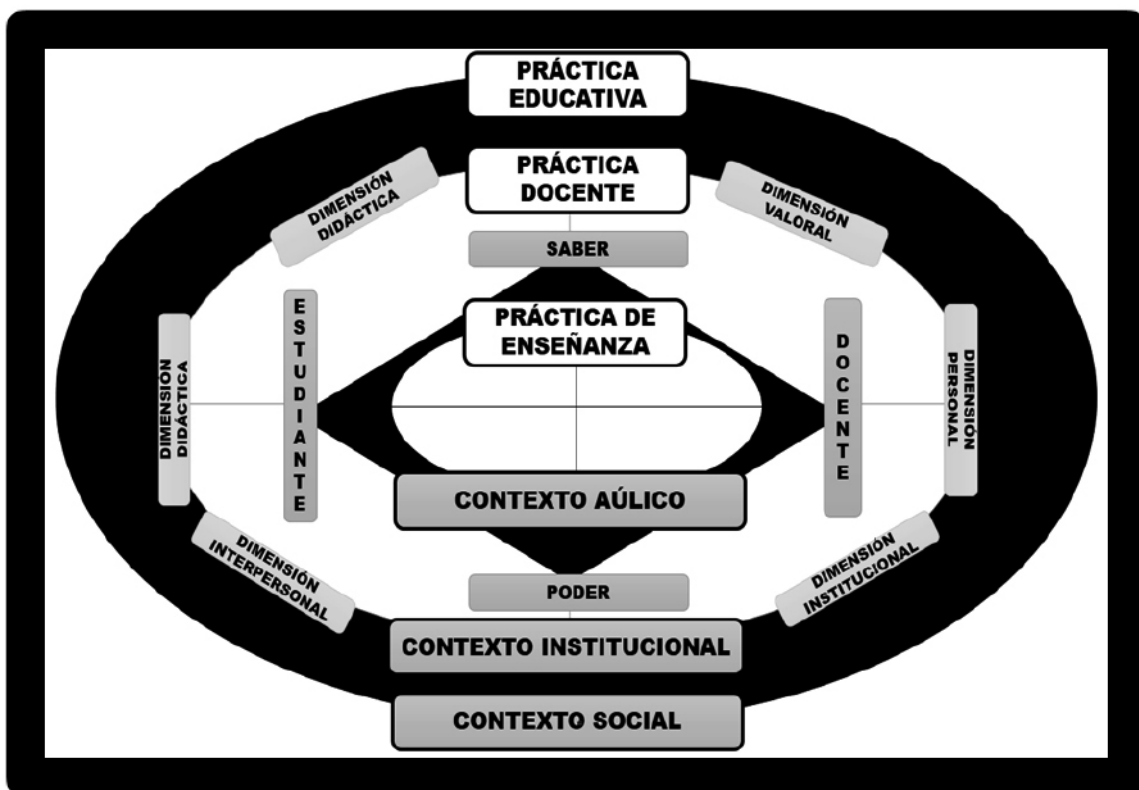 PRÁCTICA
EDUCATIVA
PRÁCTICA
DOCENTE
DIMENSIÓN
DIDÁCTICA
DIMENSIÓN
VALORAL
SABER
PRÁCTICA DE
ENSEÑANZA
ESTUDIANTE
DOCENTE
DIMENSIÓN
DIDÁCTICA
DIMENSIÓN
PERSONAL
CONTEXTO AÚLICO
DIMENSIÓN
INTERPERSONAL
DIMENSIÓN
INSTITUCIONAL
PODER
CONTEXTO INSTITUCIONAL
CONTEXTO SOCIAL